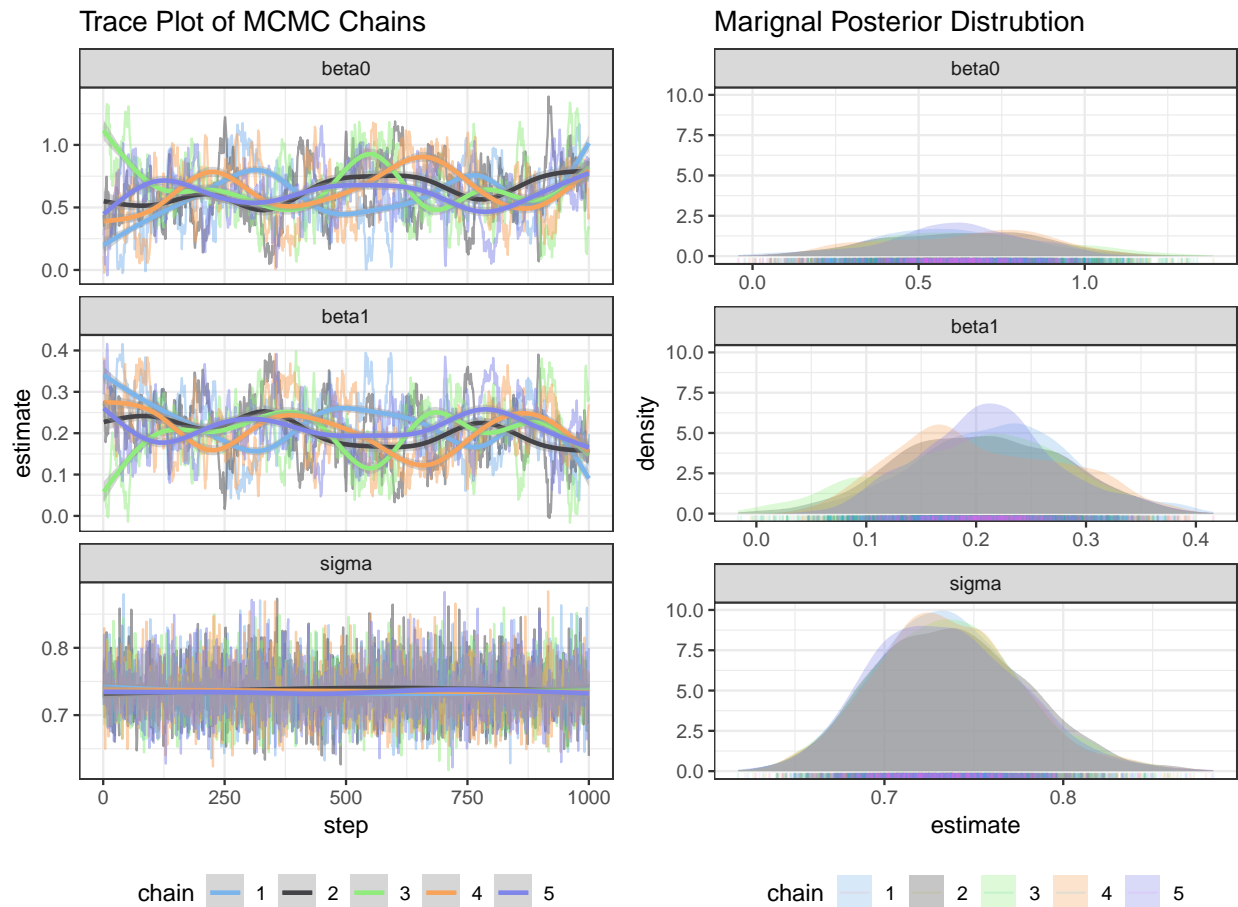 Trace Plot of MCMC Chains
beta0
1.0
0.5
0.0
beta1
0.4
0.3
0.2
0.1
0.0
sigma
0.8
0.7
0 250 500 750 1000
estimate
step
chain 1 2 3 4 5
Marignal Posterior Distrubtion
beta0
10.0
7.5
5.0
2.5
0.0
0.0 0.5 1.0
beta1
10.0
7.5
5.0
2.5
0.0
0.0 0.1 0.2 0.3 0.4
sigma
10.0
7.5
5.0
2.5
0.0
0.7 0.8
density
estimate
chain 1 2 3 4 5